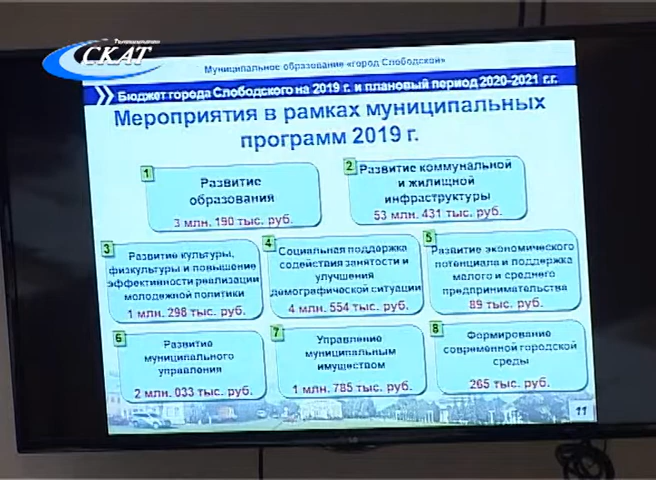 Телекомпания
СКАТ
Муниципальное образование «город Слободской»
Бюджет города Слободского на 2019 г. и плановый период 2020-2021 г.г.
Мероприятия в рамках муниципальных
программ 2019 г.
1
Развитие
образования
3 млн. 190 тыс. руб.
2
Развитие коммунальной
и жилищной
инфраструктуры
53 млн. 431 тыс. руб.
3
Развитие культуры,
физкультуры и повышение
эффективности реализации
молодежной политики
1 млн. 298 тыс. руб.
4
Социальная поддержка
содействия занятости и
улучшения
демографической ситуации
4 млн. 554 тыс. руб.
5
Развитие экономического
потенциала и поддержка
малого и среднего
предпринимательства
89 тыс. руб.
6
Развитие
муниципального
управления
2 млн. 033 тыс. руб.
7
Управление
муниципальным
имуществом
1 млн. 785 тыс. руб.
8
Формирование
современной городской
среды
265 тыс. руб.
11
LG